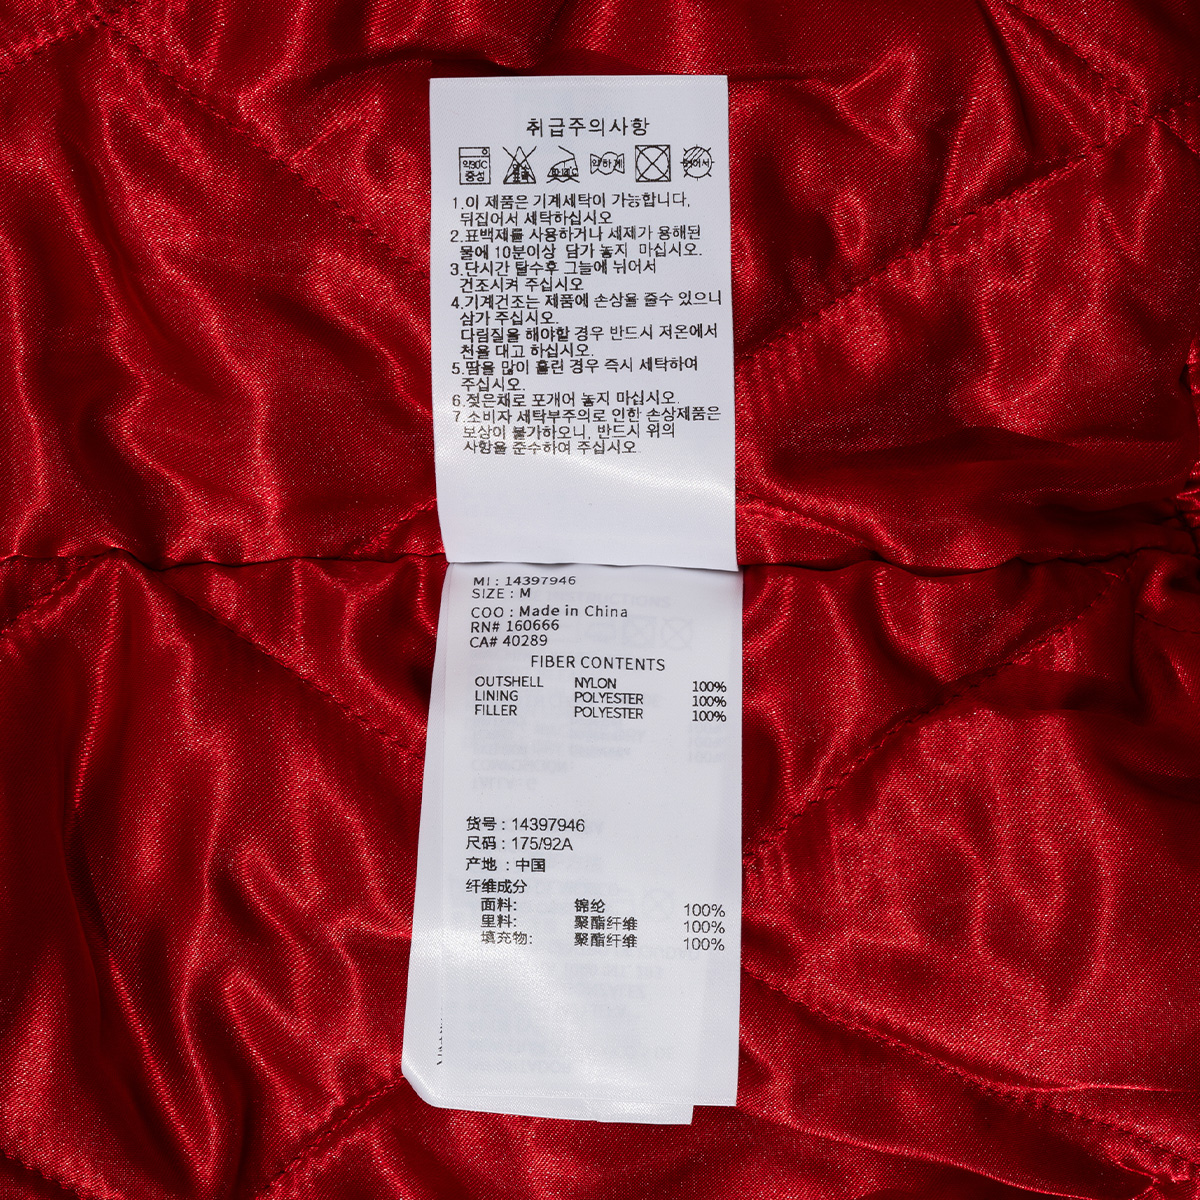 취급주의사항
약30℃
중성
약하게
뉘어서
1.이 제품은 기계세탁이 가능합니다,
뒤집어서 세탁하십시오
2.표백제를 사용하거나 세제가 용해된
물에 10분이상 담가 놓지 마십시오.
3.단시간 탈수후 그늘에 뉘어서
건조시켜 주십시오
4.기계건조는 제품에 손상을 줄수 있으니
삼가 주십시오.
다림질을 해야할 경우 반드시 저온에서
천을 대고 하십시오.
5.땀을 많이 흘린 경우 즉시 세탁하여
주십시오.
6.젖은채로 포개어 놓지 마십시오.
7.소비자 세탁부주의로 인한 손상제품은
보상이 불가하오니, 반드시 위의
사항을 준수하여 주십시오.
MI : 14397946
SIZE : M
COO : Made in China
RN# 160666
CA# 40289
FIBER CONTENTS
OUTSHELL NYLON 100%
LINING POLYESTER 100%
FILLER POLYESTER 100%
货号 : 14397946
尺码 : 175/92A
产地 : 中国
纤维成分
面料: 锦纶 100%
里料: 聚酯纤维 100%
填充物: 聚酯纤维 100%